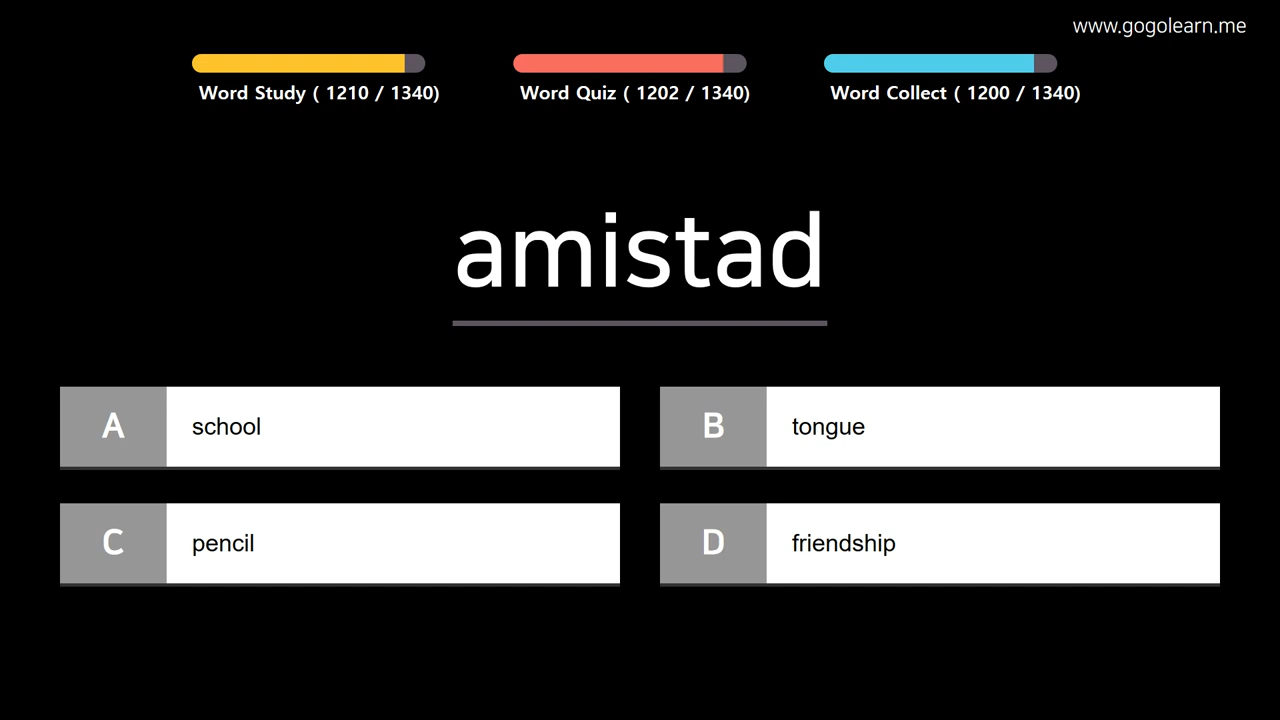 www.gogolearn.me
Word Study ( 1210 / 1340)
Word Quiz ( 1202 / 1340)
Word Collect ( 1200 / 1340)
amistad
A school
B tongue
C pencil
D friendship